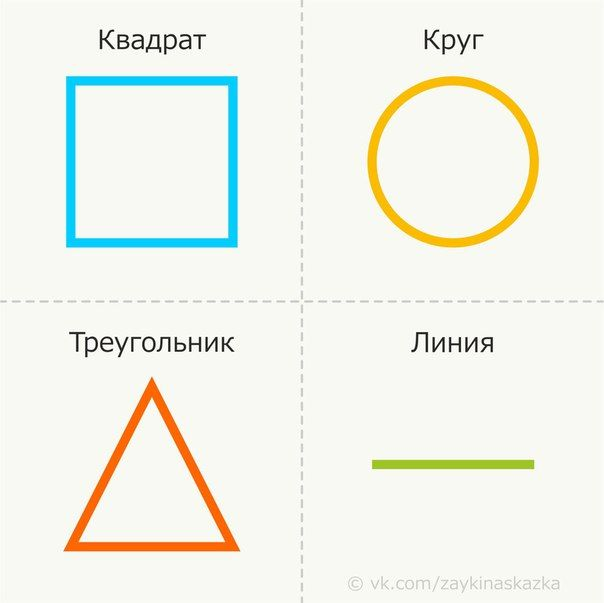 Квадрат
Круг
Треугольник
Линия
© vk.com/zaykinaskazka